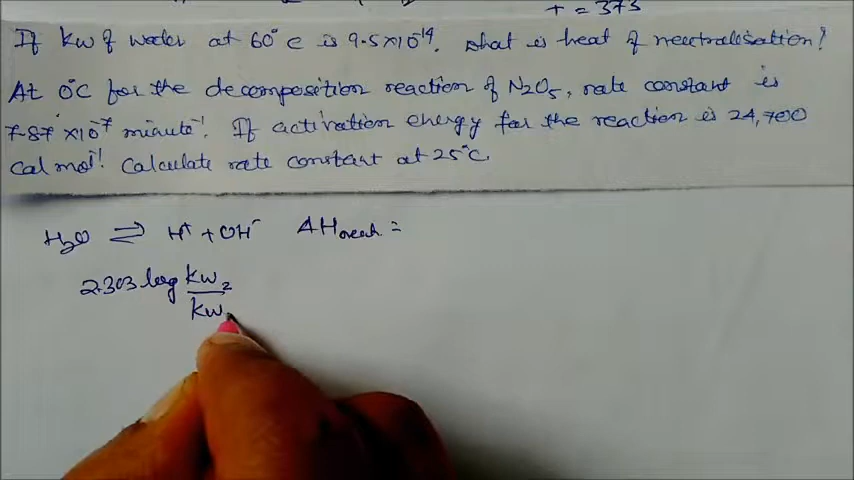 T = 373
If Kw of water at 60°c is 9.5×10⁻¹⁴. What is heat of neutralisation?
At 0°C for the decomposition reaction of N₂O₅, rate constant is
7.87 ×10⁻⁷ minute⁻¹. If activation energy for the reaction is 24,700
cal mol⁻¹. Calculate rate constant at 25°C.
H₂O ⇌ H⁺ + OH⁻ ΔHreach =
2.303 log Kw₂
Kw